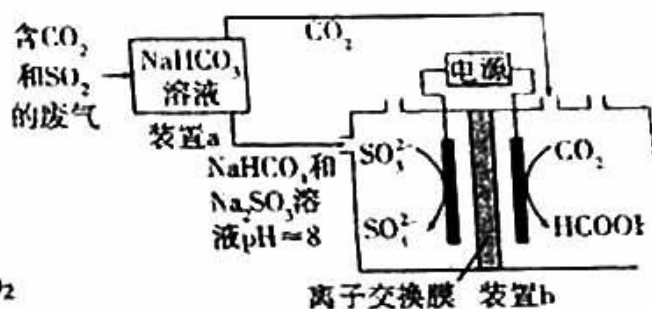 含CO2
和SO2
的废气
NaHCO3
溶液
装置a
CO2
电源
NaHCO3和
Na2SO3溶
液pH≈8
SO3^2-
SO4^2-
CO2
HCOOH
离子交换膜 装置b
O2